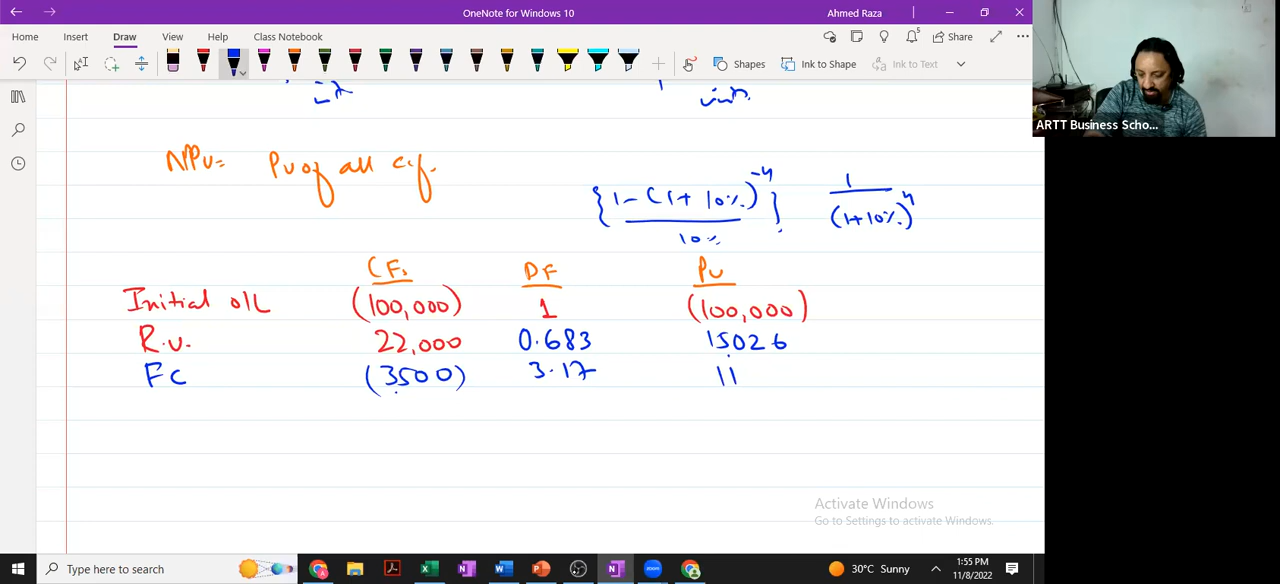 OneNote for Windows 10
Ahmed Raza
Home Insert Draw View Help Class Notebook
5 Share
Shapes Ink to Shape Ink to Text
ARTT Business Scho...
NPV= PV of all C.f.
{1-(1+10%)^-4 / 10%} 1/(1+10%)^4
CFs DF PV
Initial o/L (100,000) 1 (100,000)
R.V. 22,000 0.683 15026
FC (3500) 3.17 11
Activate Windows
Go to Settings to activate Windows.
Type here to search
30°C Sunny
1:55 PM
11/8/2022